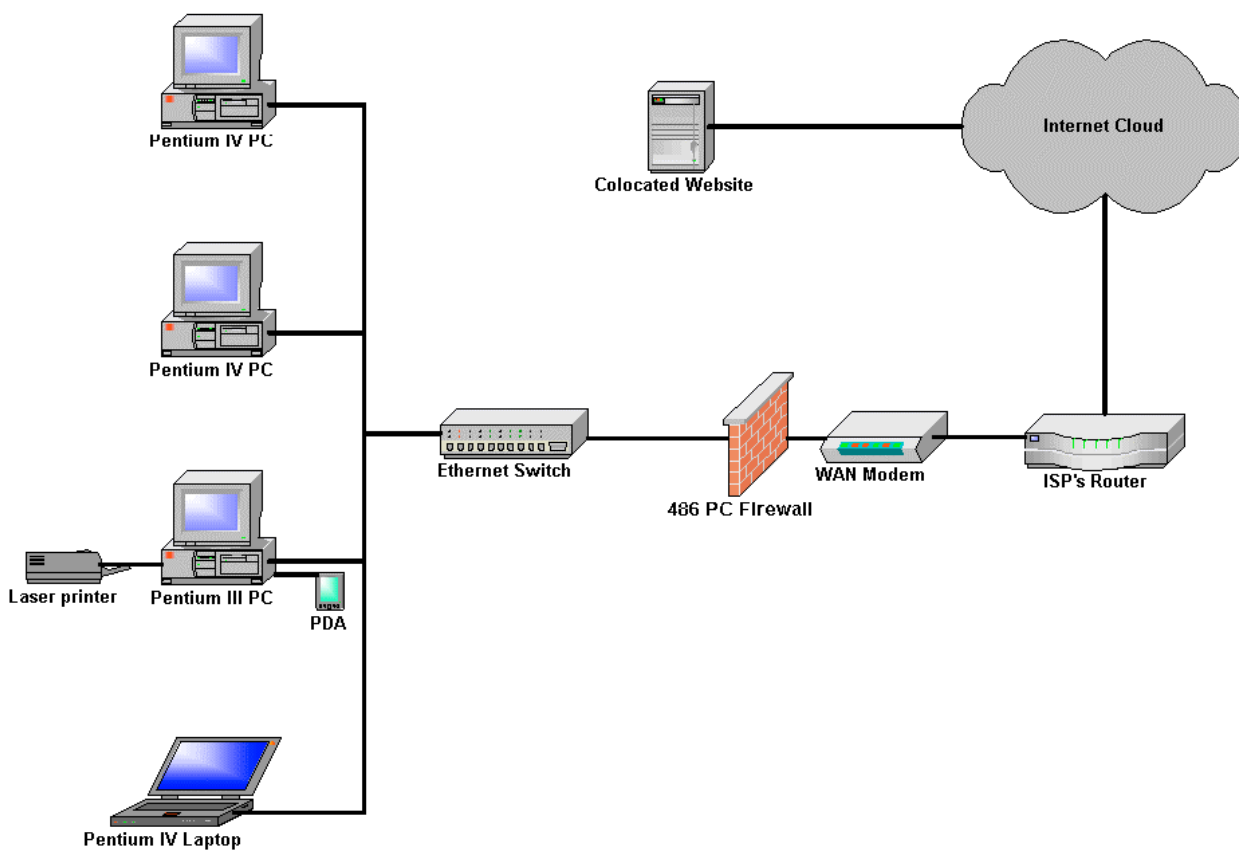 Pentium IV PC
Internet Cloud
Colocated Website
Pentium IV PC
Ethernet Switch
WAN Modem
ISP's Router
486 PC Firewall
Laser printer
Pentium III PC
PDA
Pentium IV Laptop